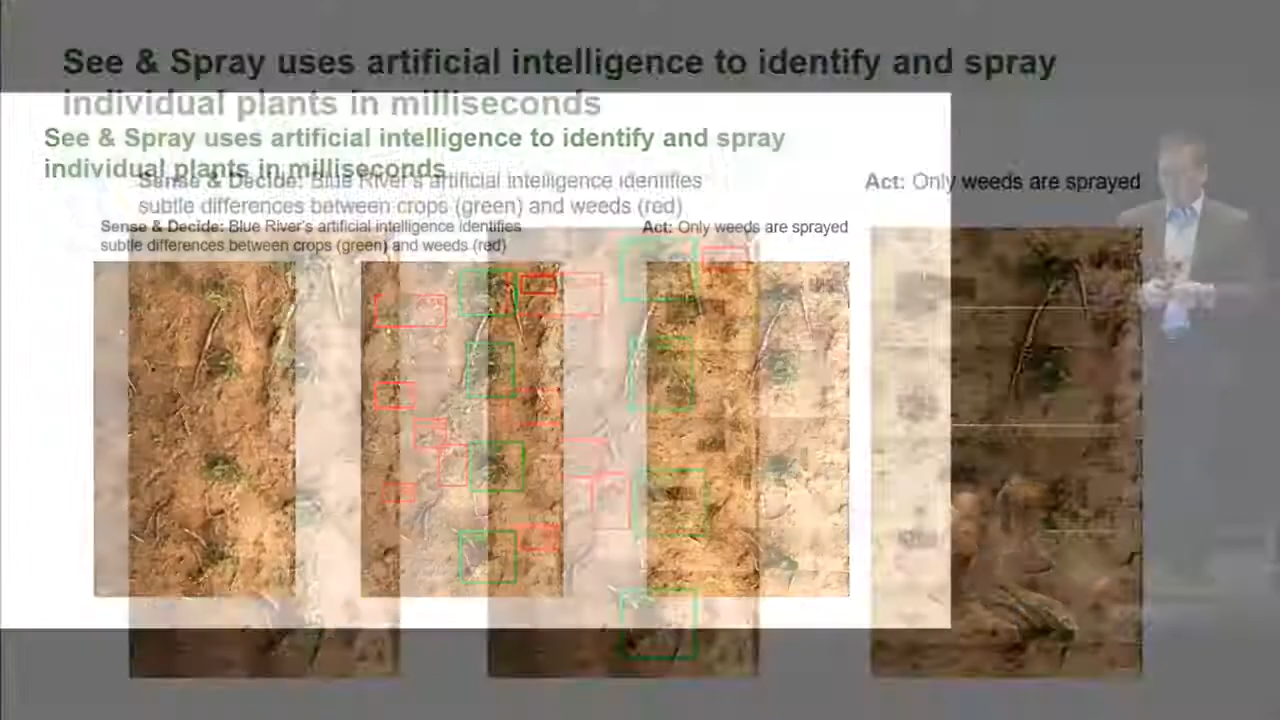 See & Spray uses artificial intelligence to identify and spray
individual plants in milliseconds
See & Spray uses artificial intelligence to identify and spray
individual plants in milliseconds
Sense & Decide: Blue River's artificial intelligence identifies
subtle differences between crops (green) and weeds (red)
Act: Only weeds are sprayed
Sense & Decide: Blue River's artificial intelligence identifies
subtle differences between crops (green) and weeds (red)
Act: Only weeds are sprayed